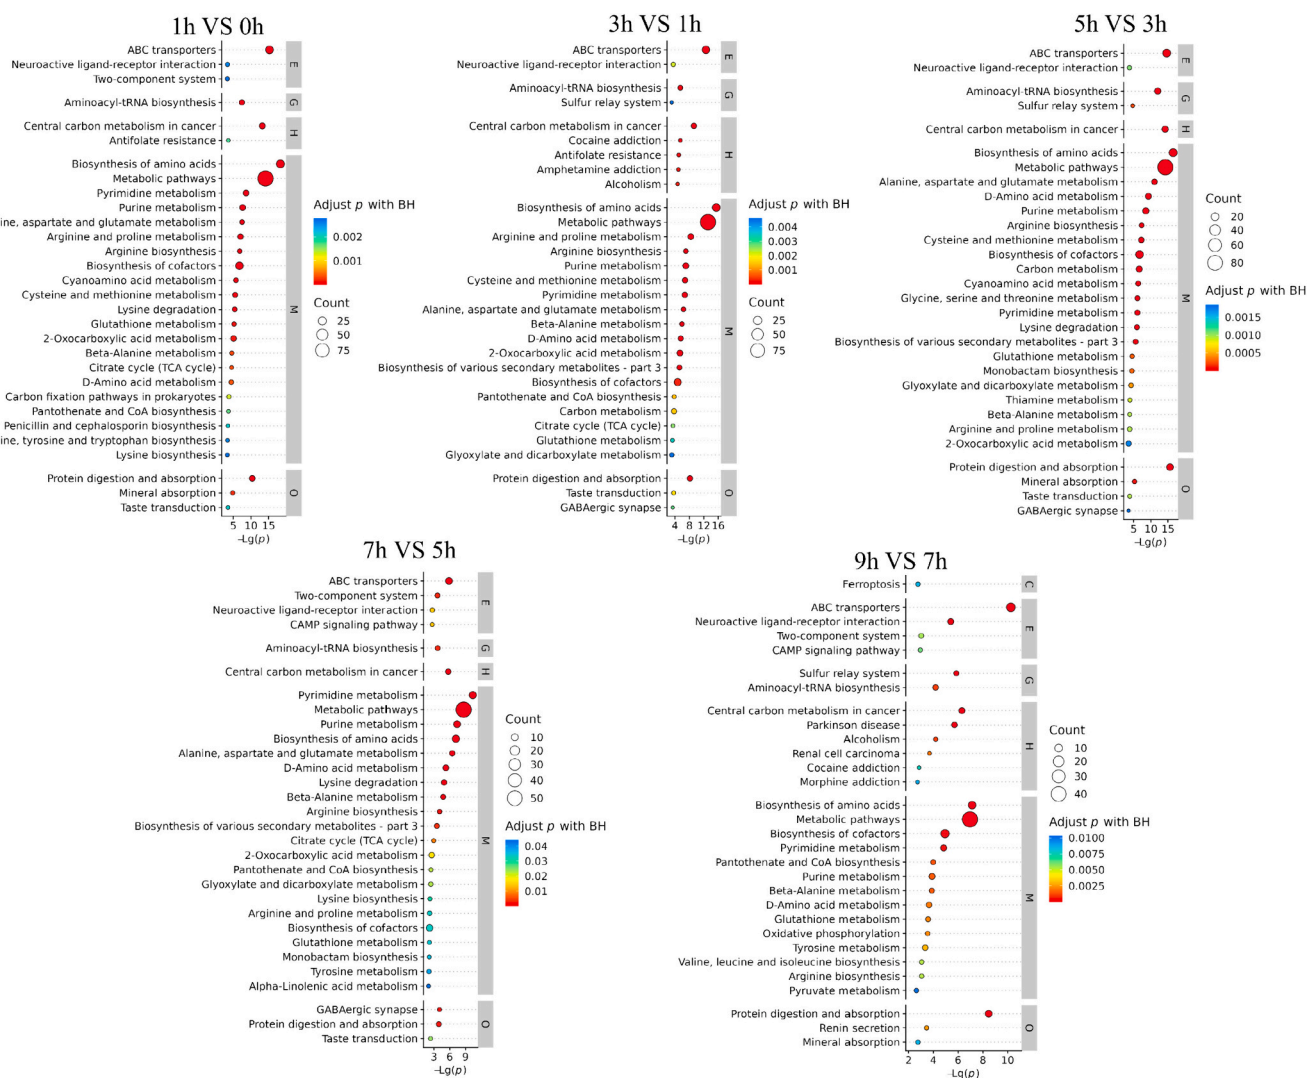 1h VS 0h
ABC transporters
Neuroactive ligand-receptor interaction
Two-component system
E
Aminoacyl-tRNA biosynthesis
G
Central carbon metabolism in cancer
Antifolate resistance
H
Biosynthesis of amino acids
Metabolic pathways
Pyrimidine metabolism
Purine metabolism
ine, aspartate and glutamate metabolism
Arginine and proline metabolism
Arginine biosynthesis
Biosynthesis of cofactors
Cyanoamino acid metabolism
Cysteine and methionine metabolism
Lysine degradation
Glutathione metabolism
2-Oxocarboxylic acid metabolism
Beta-Alanine metabolism
Citrate cycle (TCA cycle)
D-Amino acid metabolism
Carbon fixation pathways in prokaryotes
Pantothenate and CoA biosynthesis
Penicillin and cephalosporin biosynthesis
ine, tyrosine and tryptophan biosynthesis
Lysine biosynthesis
M
Protein digestion and absorption
Mineral absorption
Taste transduction
O
5 10 15
−Lg(p)
Adjust p with BH
0.002
0.001
Count
25
50
75
3h VS 1h
ABC transporters
Neuroactive ligand-receptor interaction
E
Aminoacyl-tRNA biosynthesis
Sulfur relay system
G
Central carbon metabolism in cancer
Cocaine addiction
Antifolate resistance
Amphetamine addiction
Alcoholism
H
Biosynthesis of amino acids
Metabolic pathways
Arginine and proline metabolism
Arginine biosynthesis
Purine metabolism
Cysteine and methionine metabolism
Pyrimidine metabolism
Alanine, aspartate and glutamate metabolism
Beta-Alanine metabolism
D-Amino acid metabolism
2-Oxocarboxylic acid metabolism
Biosynthesis of various secondary metabolites - part 3
Biosynthesis of cofactors
Pantothenate and CoA biosynthesis
Carbon metabolism
Citrate cycle (TCA cycle)
Glutathione metabolism
Glyoxylate and dicarboxylate metabolism
M
Protein digestion and absorption
Taste transduction
GABAergic synapse
O
4 8 12 16
−Lg(p)
Adjust p with BH
0.004
0.003
0.002
0.001
Count
25
50
75
5h VS 3h
ABC transporters
Neuroactive ligand-receptor interaction
E
Aminoacyl-tRNA biosynthesis
Sulfur relay system
G
Central carbon metabolism in cancer
H
Biosynthesis of amino acids
Metabolic pathways
Alanine, aspartate and glutamate metabolism
D-Amino acid metabolism
Purine metabolism
Arginine biosynthesis
Cysteine and methionine metabolism
Biosynthesis of cofactors
Carbon metabolism
Cyanoamino acid metabolism
Glycine, serine and threonine metabolism
Pyrimidine metabolism
Lysine degradation
Biosynthesis of various secondary metabolites - part 3
Glutathione metabolism
Monobactam biosynthesis
Glyoxylate and dicarboxylate metabolism
Thiamine metabolism
Beta-Alanine metabolism
Arginine and proline metabolism
2-Oxocarboxylic acid metabolism
M
Protein digestion and absorption
Mineral absorption
Taste transduction
GABAergic synapse
O
5 10 15
−Lg(p)
Count
20
40
60
80
Adjust p with BH
0.0015
0.0010
0.0005
7h VS 5h
ABC transporters
Two-component system
Neuroactive ligand-receptor interaction
CAMP signaling pathway
E
Aminoacyl-tRNA biosynthesis
G
Central carbon metabolism in cancer
H
Pyrimidine metabolism
Metabolic pathways
Purine metabolism
Biosynthesis of amino acids
Alanine, aspartate and glutamate metabolism
D-Amino acid metabolism
Lysine degradation
Beta-Alanine metabolism
Arginine biosynthesis
Biosynthesis of various secondary metabolites - part 3
Citrate cycle (TCA cycle)
2-Oxocarboxylic acid metabolism
Pantothenate and CoA biosynthesis
Glyoxylate and dicarboxylate metabolism
Lysine biosynthesis
Arginine and proline metabolism
Biosynthesis of cofactors
Glutathione metabolism
Monobactam biosynthesis
Tyrosine metabolism
Alpha-Linolenic acid metabolism
M
GABAergic synapse
Protein digestion and absorption
Taste transduction
O
3 6 9
−Lg(p)
Count
10
20
30
40
50
Adjust p with BH
0.04
0.03
0.02
0.01
9h VS 7h
Ferroptosis
C
ABC transporters
Neuroactive ligand-receptor interaction
Two-component system
CAMP signaling pathway
E
Sulfur relay system
Aminoacyl-tRNA biosynthesis
G
Central carbon metabolism in cancer
Parkinson disease
Alcoholism
Renal cell carcinoma
Cocaine addiction
Morphine addiction
H
Biosynthesis of amino acids
Metabolic pathways
Biosynthesis of cofactors
Pyrimidine metabolism
Pantothenate and CoA biosynthesis
Purine metabolism
Beta-Alanine metabolism
D-Amino acid metabolism
Glutathione metabolism
Oxidative phosphorylation
Tyrosine metabolism
Valine, leucine and isoleucine biosynthesis
Arginine biosynthesis
Pyruvate metabolism
M
Protein digestion and absorption
Renin secretion
Mineral absorption
O
2 4 6 8 10
−Lg(p)
Count
10
20
30
40
Adjust p with BH
0.0100
0.0075
0.0050
0.0025